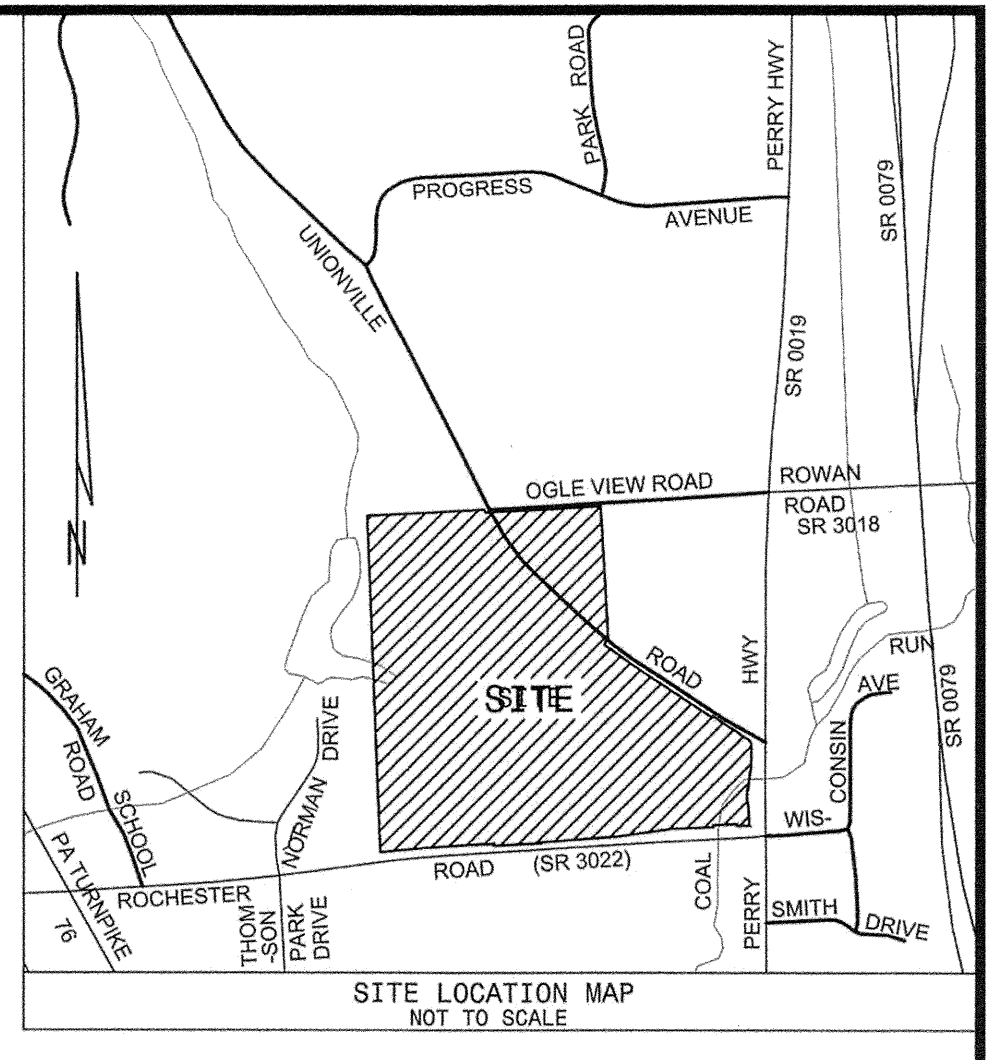 PARK ROAD
PERRY HWY
SR 0079
PROGRESS
AVENUE
UNIONVILLE
SR 0019
OGLE VIEW ROAD
ROWAN
ROAD
SR 3018
N
ROAD
HWY
RUN
SITE
GRAHAM
ROAD
SCHOOL
NORMAN DRIVE
AVE
CONSIN
SR 0079
WIS-
PA TURNPIKE
76
ROAD (SR 3022)
ROCHESTER
COAL
THOM
-SON
PARK
DRIVE
PERRY
SMITH
DRIVE
SITE LOCATION MAP
NOT TO SCALE